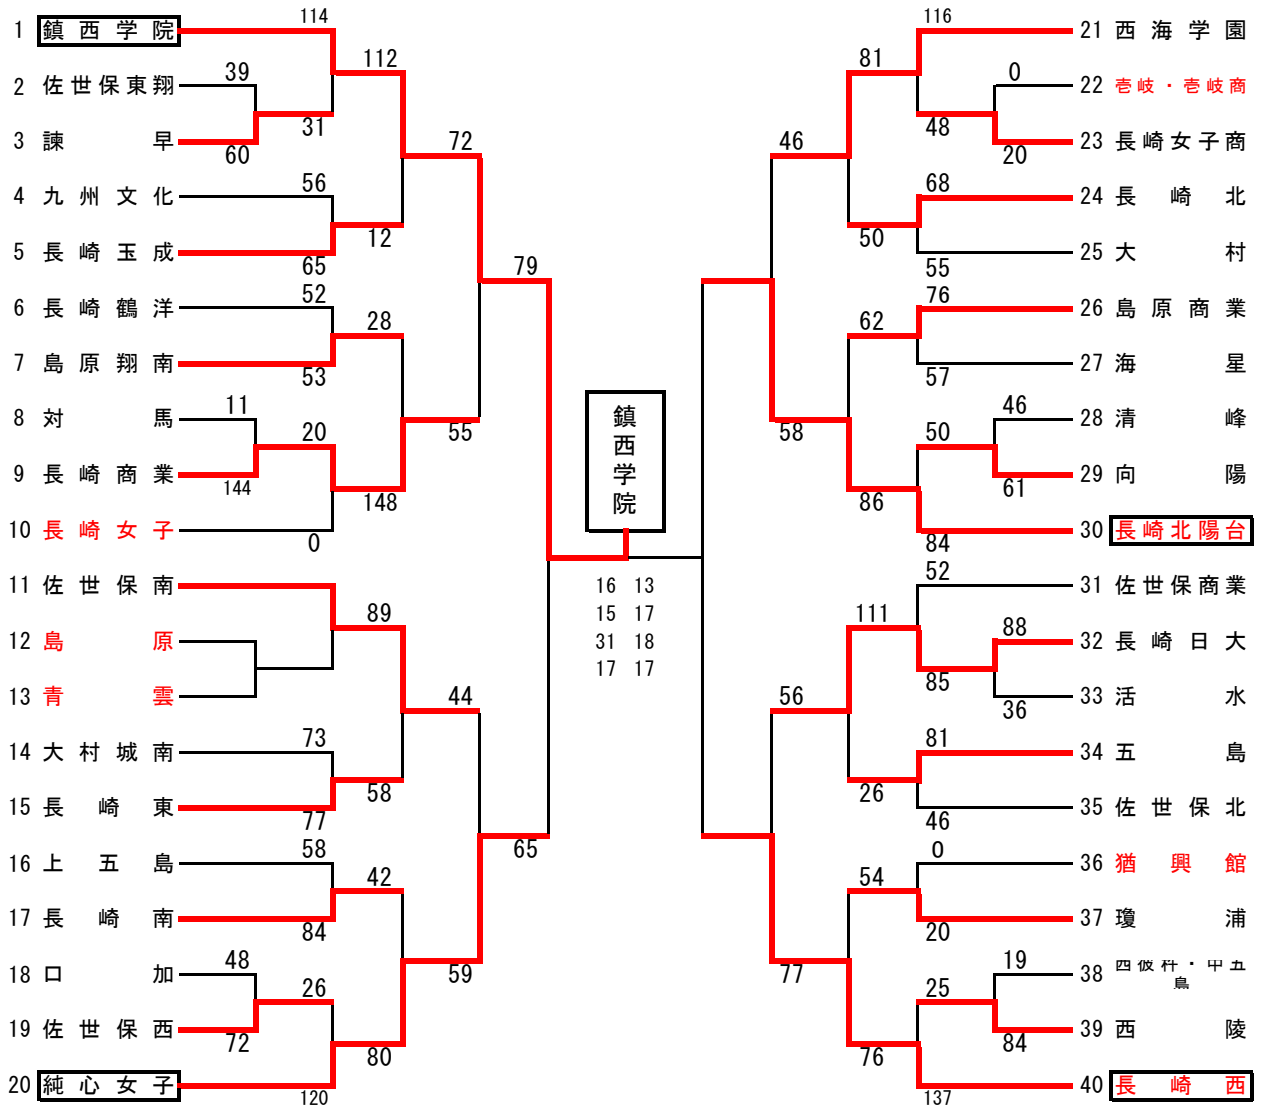 1 鎮西学院
2 佐世保東翔
3 諫早
4 九州文化
5 長崎玉成
6 長崎鶴洋
7 島原翔南
8 対馬
9 長崎商業
10 長崎女子
11 佐世保南
12 島原
13 青雲
14 大村城南
15 長崎東
16 上五島
17 長崎南
18 口加
19 佐世保西
20 純心女子
114
39
31
60
56
65
52
53
11
20
144
0
73
77
58
84
48
26
72
120
112
12
28
148
89
58
42
80
72
55
44
59
79
65
鎮西学院
16 13
15 17
31 18
17 17
46
58
56
77
81
50
62
86
111
26
54
76
116
0
48
20
68
55
76
57
46
50
61
84
52
88
85
36
81
46
0
20
19
25
84
137
21 西海学園
22 壱岐・壱岐商
23 長崎女子商
24 長崎北
25 大村
26 島原商業
27 海星
28 清峰
29 向陽
30 長崎北陽台
31 佐世保商業
32 長崎日大
33 活水
34 五島
35 佐世保北
36 猶興館
37 瓊浦
38 西彼杵・中五
島
39 西陵
40 長崎西